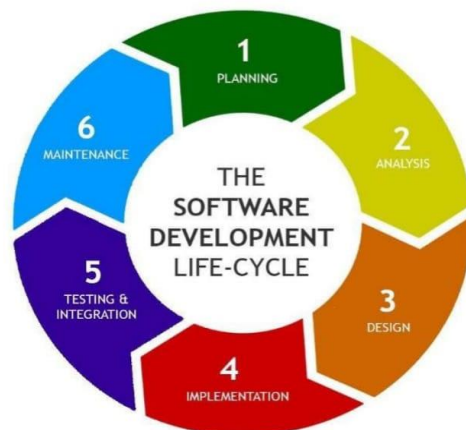 1
PLANNING
2
ANALYSIS
3
DESIGN
4
IMPLEMENTATION
5
TESTING &
INTEGRATION
6
MAINTENANCE
THE
SOFTWARE
DEVELOPMENT
LIFE-CYCLE